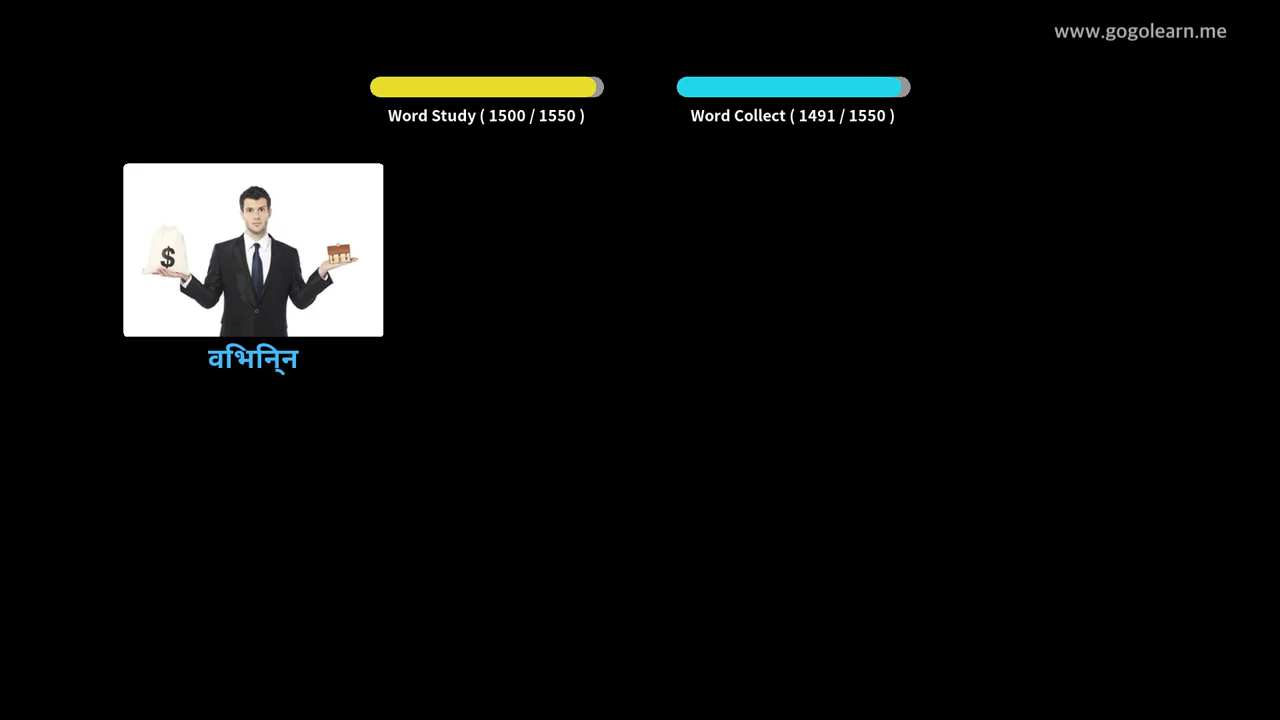 www.gogolearn.me
Word Study ( 1500 / 1550 )
Word Collect ( 1491 / 1550 )
$
वभिनि्न